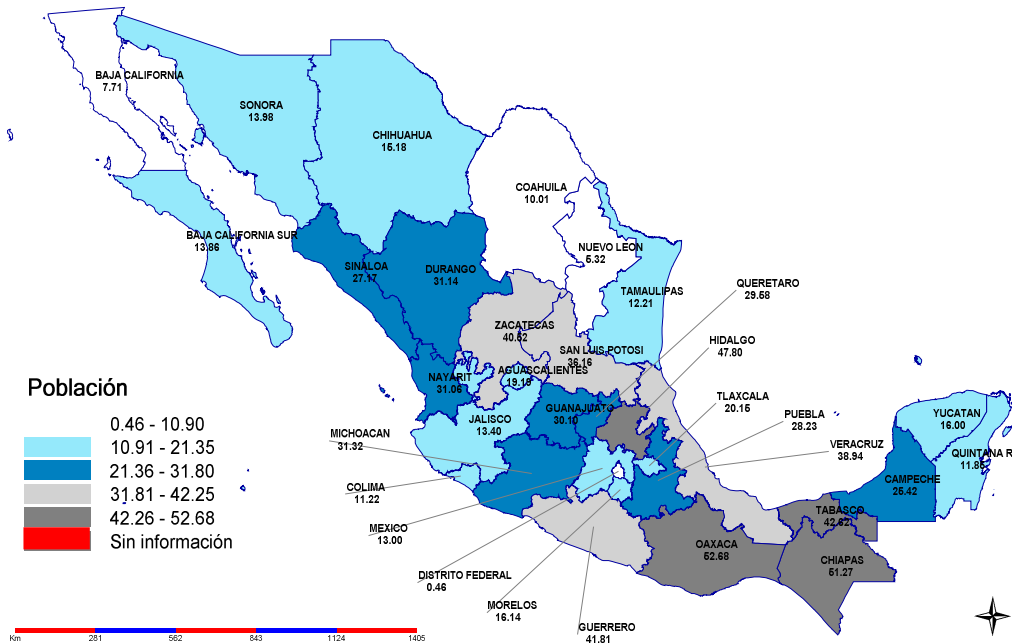 BAJA CALIFORNIA
7.71
SONORA
13.98
CHIHUAHUA
15.18
COAHUILA
10.01
BAJA CALIFORNIA SUR
13.86
NUEVO LEON
5.32
SINALOA
27.17
DURANGO
31.14
TAMAULIPAS
12.21
QUERETARO
29.58
ZACATECAS
40.52
SAN LUIS POTOSI
36.16
HIDALGO
47.80
AGUASCALIENTES
19.13
NAYARIT
31.06
TLAXCALA
20.15
Población
GUANAJUATO
30.10
JALISCO
13.40
PUEBLA
28.23
YUCATAN
16.00
MICHOACAN
31.32
VERACRUZ
38.94
QUINTANA R
11.85
0.46 - 10.90
10.91 - 21.35
21.36 - 31.80
31.81 - 42.25
42.26 - 52.68
Sin información
COLIMA
11.22
CAMPECHE
25.42
TABASCO
42.62
MEXICO
13.00
OAXACA
52.68
CHIAPAS
51.27
DISTRITO FEDERAL
0.46
MORELOS
16.14
GUERRERO
41.81
Km 281 562 843 1124 1405